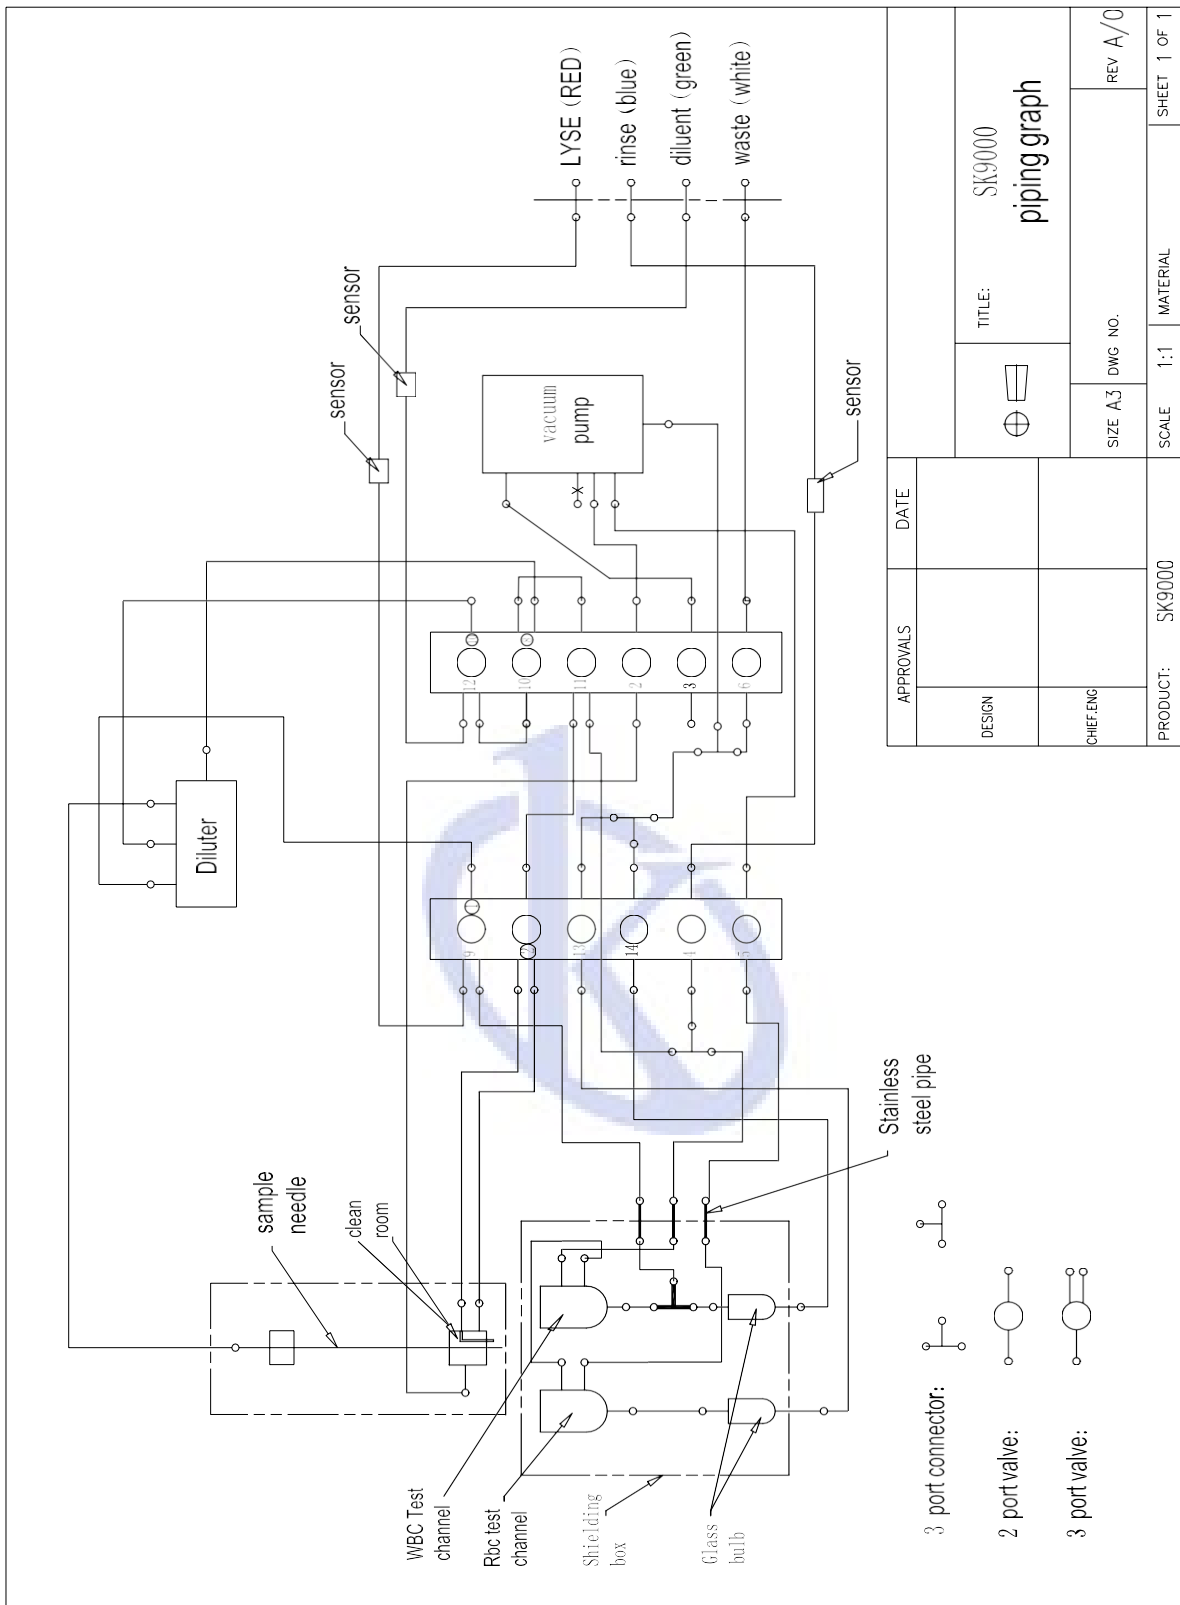 LYSE (RED)
rinse (blue)
diluent (green)
waste (white)
sensor
sensor
vacuum
pump
sensor
Diluter
12
10
11
2
3
6
9
13
14
4
5
sample
needle
clean
room
Stainless
steel pipe
WBC Test
channel
Rbc test
channel
Shielding
box
Glass
bulb
3 port connector:
2 port valve:
3 port valve:
APPROVALS
DATE
DESIGN
CHIEF.ENG
PRODUCT: SK9000
TITLE:
SK9000
piping graph
SIZE A3
DWG NO.
REV A/0
SCALE 1:1
MATERIAL
SHEET 1 OF 1